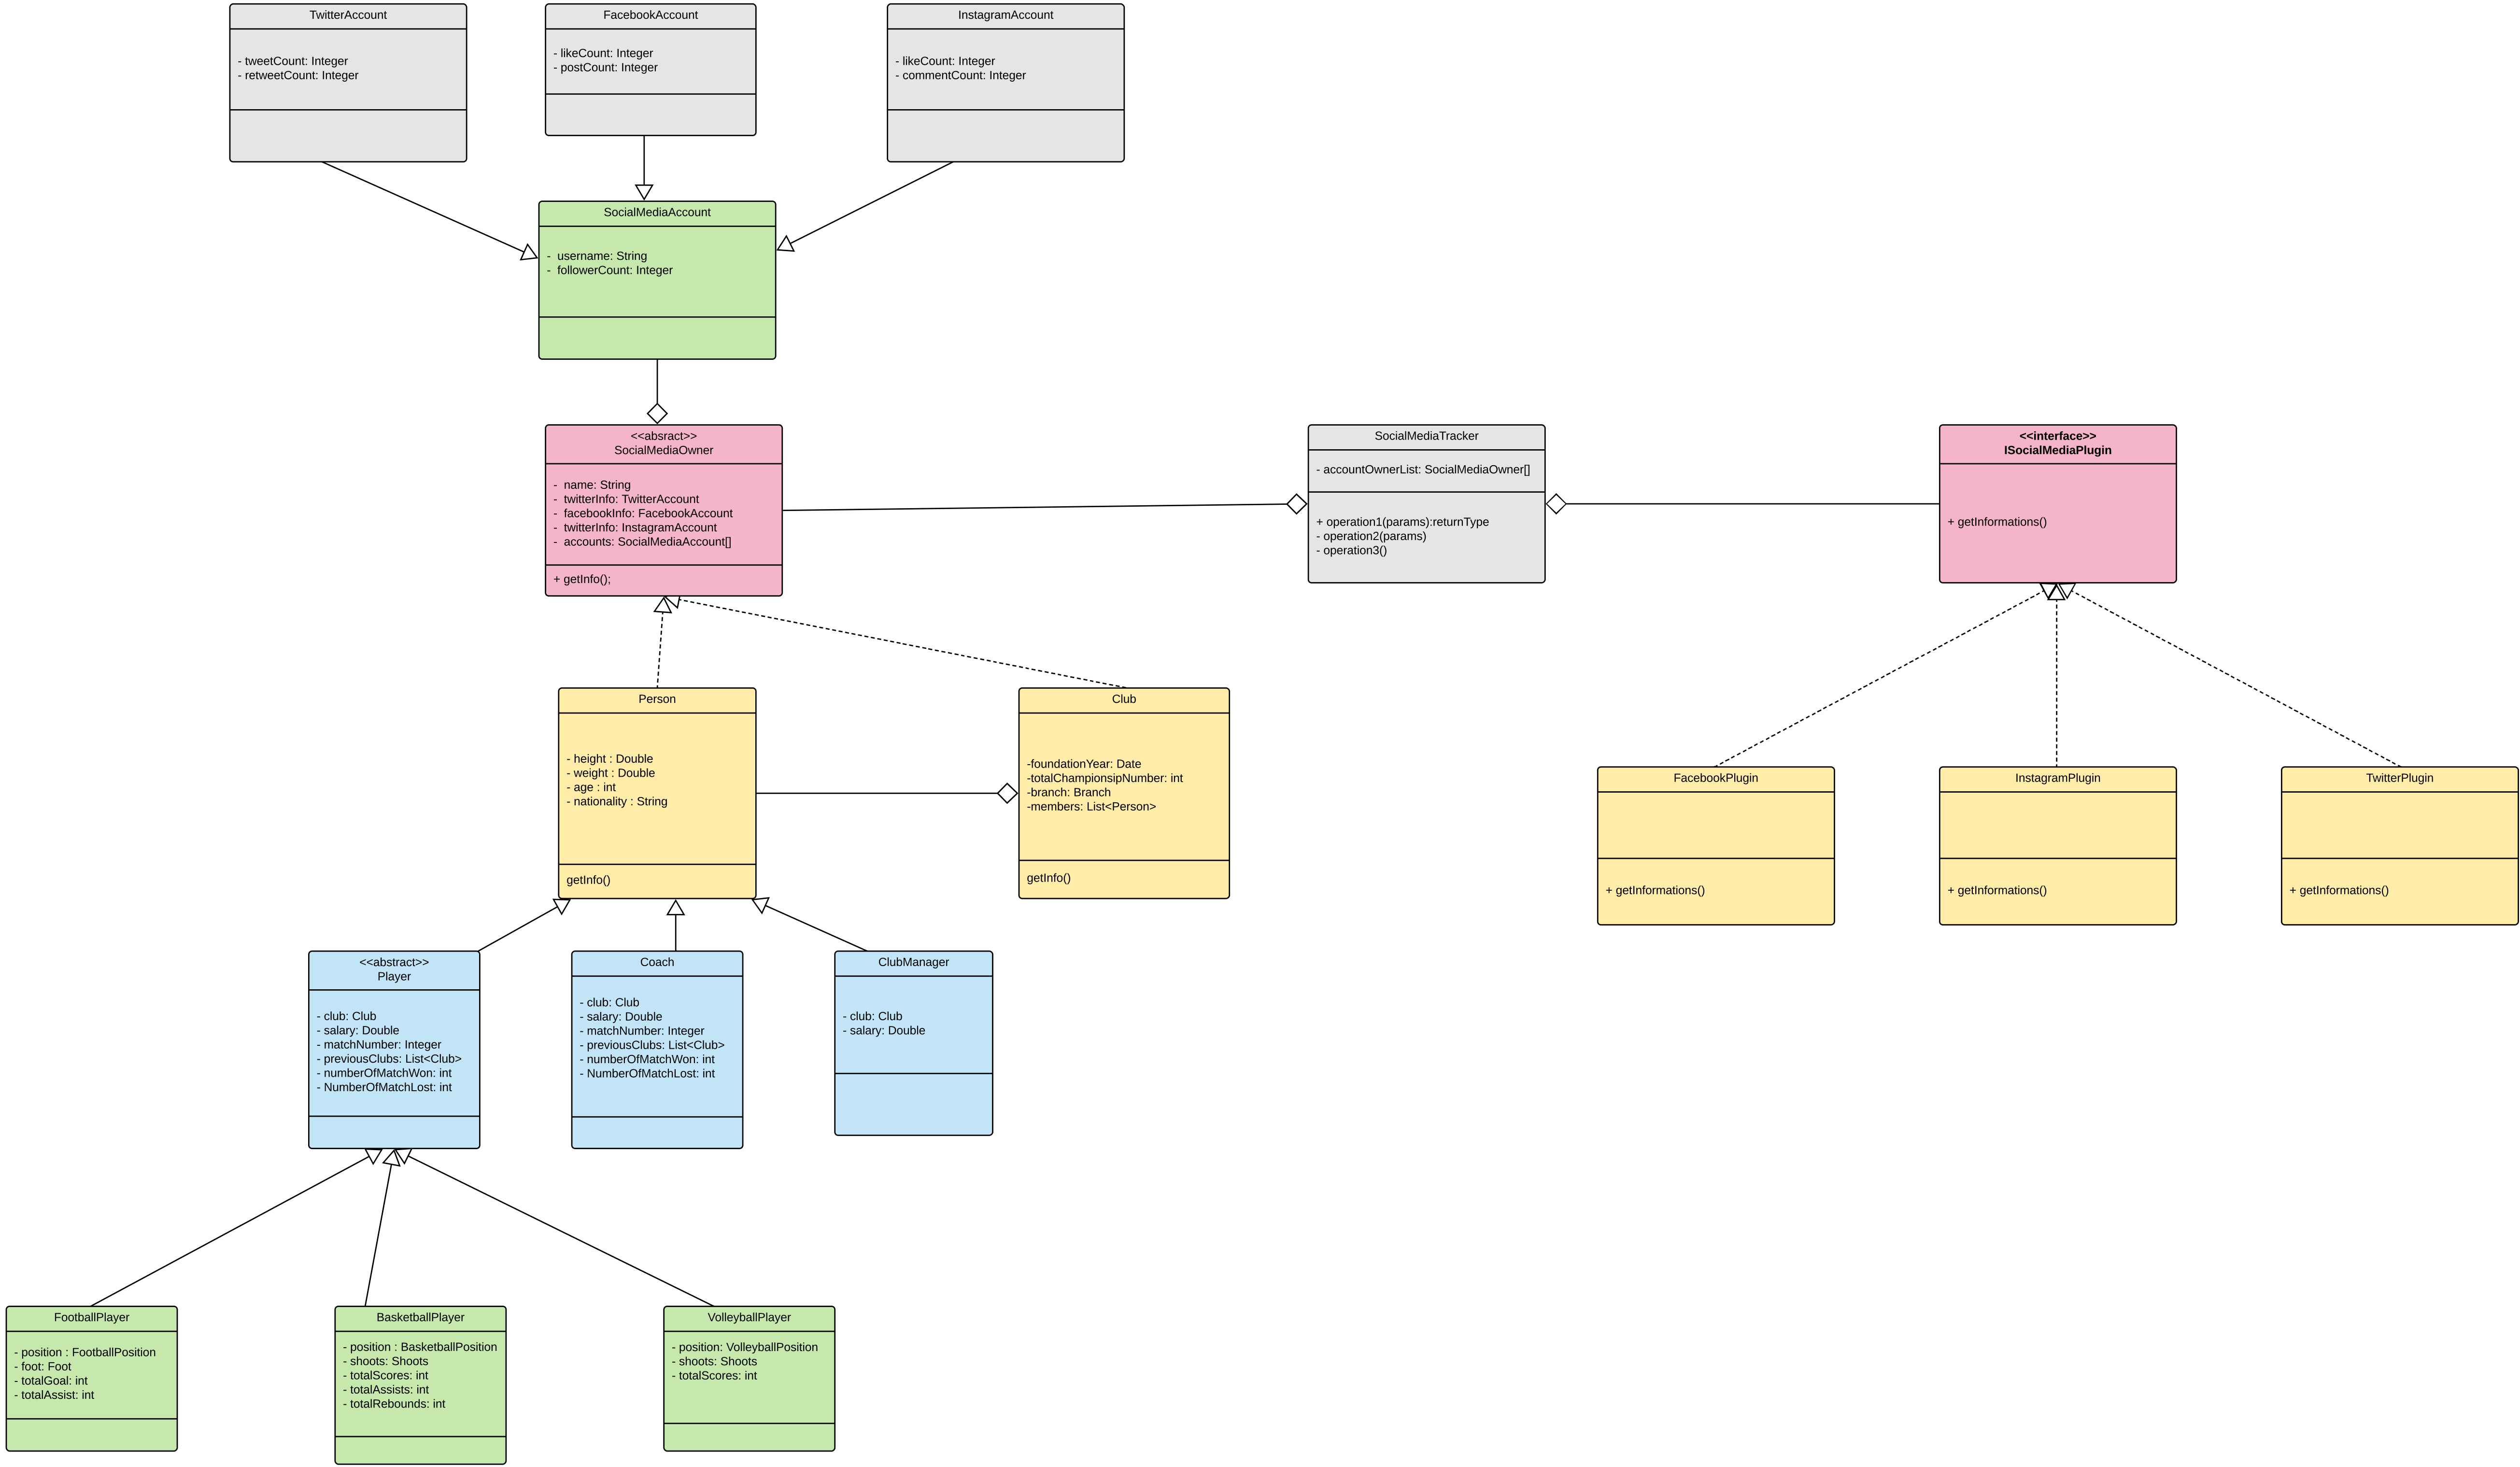 TwitterAccount
- tweetCount: Integer
- retweetCount: Integer
FacebookAccount
- likeCount: Integer
- postCount: Integer
InstagramAccount
- likeCount: Integer
- commentCount: Integer
SocialMediaAccount
- username: String
- followerCount: Integer
<<absract>>
SocialMediaOwner
- name: String
- twitterInfo: TwitterAccount
- facebookInfo: FacebookAccount
- twitterInfo: InstagramAccount
- accounts: SocialMediaAccount[]
+ getInfo();
SocialMediaTracker
- accountOwnerList: SocialMediaOwner[]
+ operation1(params):returnType
- operation2(params)
- operation3()
<<interface>>
ISocialMediaPlugin
+ getInformations()
Person
- height : Double
- weight : Double
- age : int
- nationality : String
getInfo()
Club
-foundationYear: Date
-totalChampionsipNumber: int
-branch: Branch
-members: List<Person>
getInfo()
FacebookPlugin
+ getInformations()
InstagramPlugin
+ getInformations()
TwitterPlugin
+ getInformations()
<<abstract>>
Player
- club: Club
- salary: Double
- matchNumber: Integer
- previousClubs: List<Club>
- numberOfMatchWon: int
- NumberOfMatchLost: int
Coach
- club: Club
- salary: Double
- matchNumber: Integer
- previousClubs: List<Club>
- numberOfMatchWon: int
- NumberOfMatchLost: int
ClubManager
- club: Club
- salary: Double
FootballPlayer
- position : FootballPosition
- foot: Foot
- totalGoal: int
- totalAssist: int
BasketballPlayer
- position : BasketballPosition
- shoots: Shoots
- totalScores: int
- totalAssists: int
- totalRebounds: int
VolleyballPlayer
- position: VolleyballPosition
- shoots: Shoots
- totalScores: int